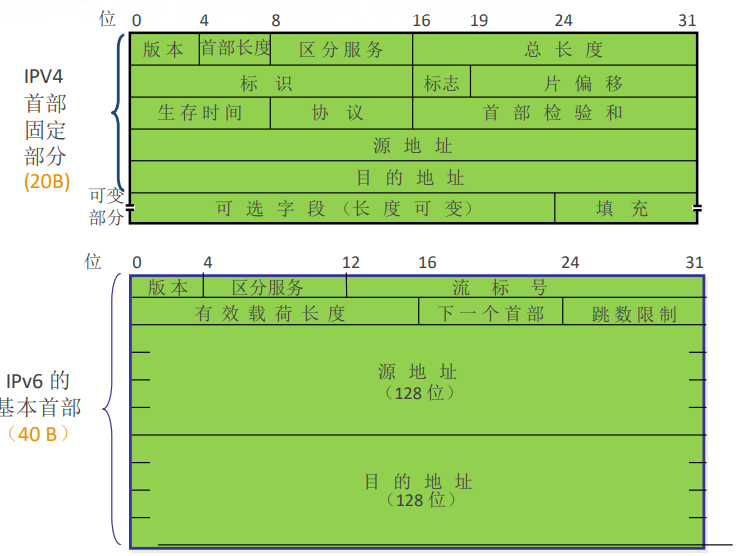 位 0 4 8 16 19 24 31
版本 首部长度 区分服务 总长度
标识 标志 片偏移
生存时间 协议 首部检验和
源地址
目的地址
可选字段（长度可变） 填充
IPV4
首部
固定
部分
(20B)
可变
部分
位 0 4 12 16 24 31
版本 区分服务 流标号
有效载荷长度 下一个首部 跳数限制
源地址
（128 位）
目的地址
（128 位）
IPv6 的
基本首部
（40 B）